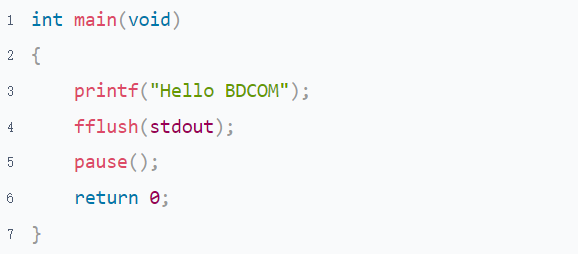 1 int main(void)
2 {
3     printf("Hello BDCOM");
4     fflush(stdout);
5     pause();
6     return 0;
7 }